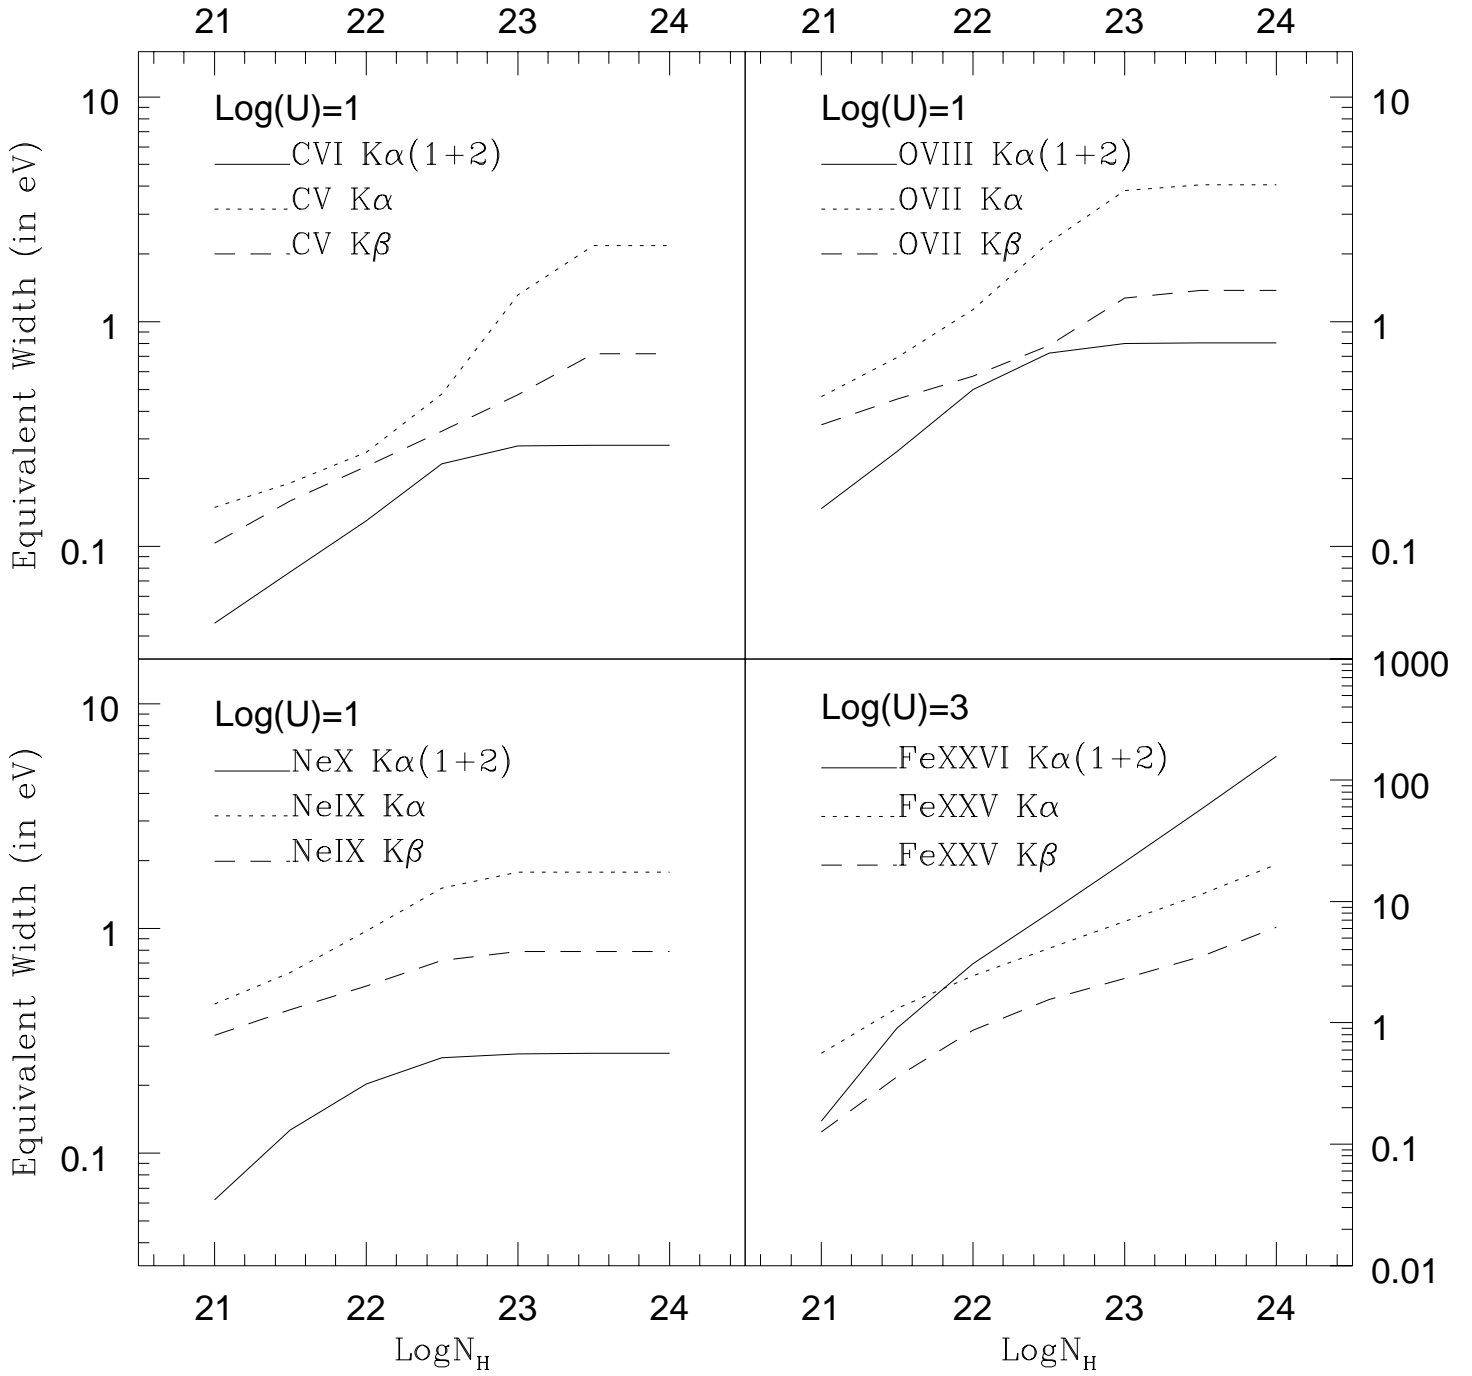 21 22 23 24 21 22 23 24
Log(U)=1
CVI Kα(1+2)
CV Kα
CV Kβ
10
1
0.1
Equivalent Width (in eV)
Log(U)=1
OVIII Kα(1+2)
OVII Kα
OVII Kβ
10
1
0.1
Log(U)=1
NeX Kα(1+2)
NeIX Kα
NeIX Kβ
10
1
0.1
Equivalent Width (in eV)
Log(U)=3
FeXXVI Kα(1+2)
FeXXV Kα
FeXXV Kβ
1000
100
10
1
0.1
0.01
21 22 23 24 21 22 23 24
LogN_H LogN_H